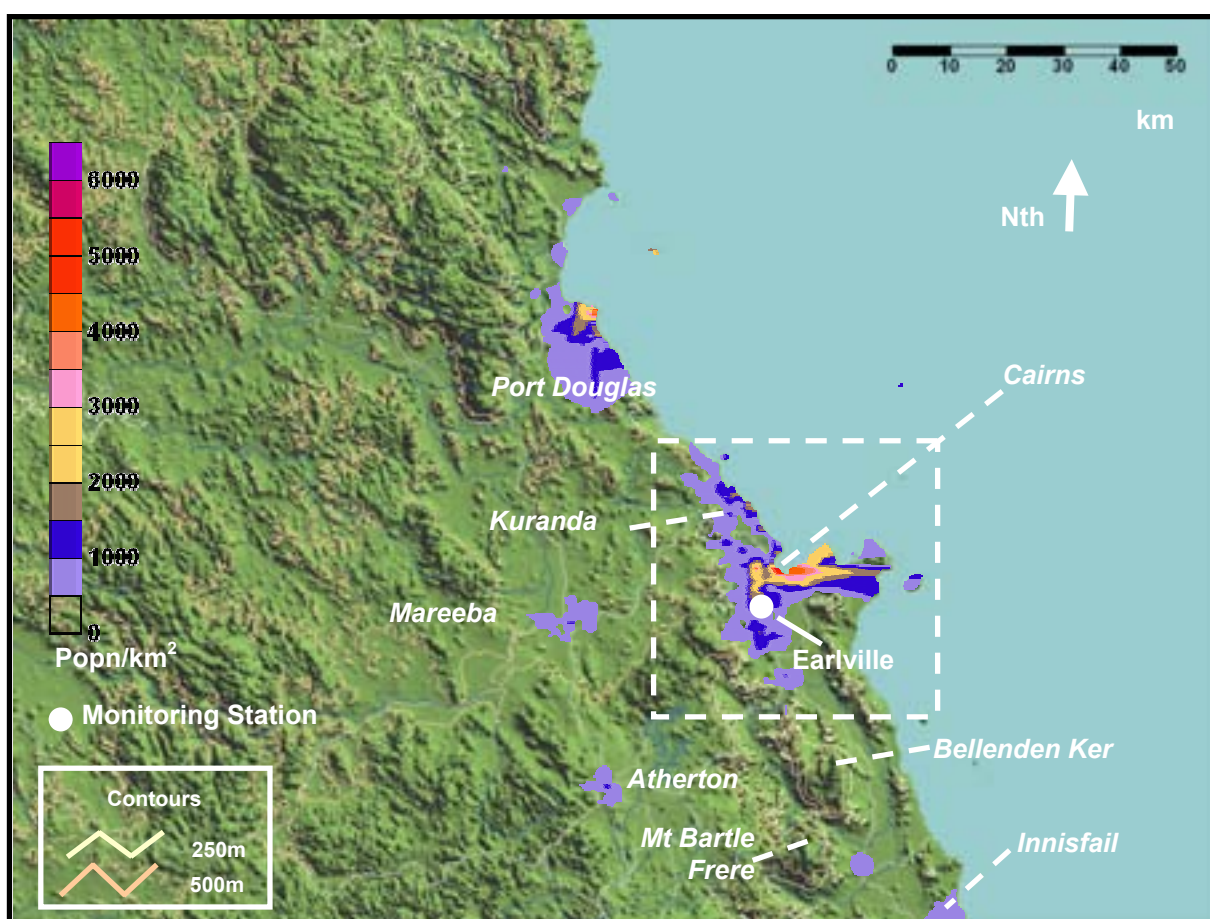 0 10 20 30 40 50
km
Nth
6000
5000
4000
3000
2000
1000
0
Popn/km²
Monitoring Station
Contours
250m
500m
Port Douglas
Cairns
Kuranda
Mareeba
Earlville
Bellenden Ker
Atherton
Mt Bartle
Frere
Innisfail